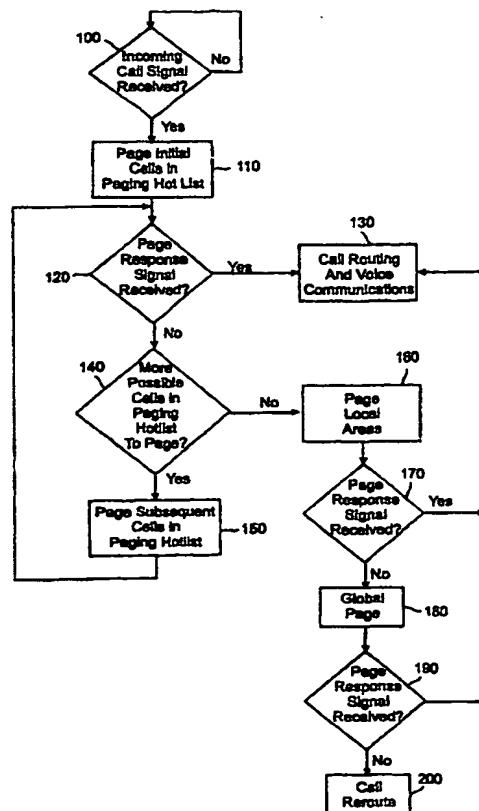 100
Incoming
Call Signal
Received?
No
Yes
Page Initial
Cells in
Paging Hot List
110
120
Page
Response
Signal
Received?
Yes
130
Call Routing
And Voice
Communications
No
140
More
Possible
Cells in
Paging
Hotlist
To Page?
No
160
Page
Local
Areas
Yes
Page Subsequent
Cells in
Paging Hotlist
150
170
Page
Response
Signal
Received?
Yes
No
Global
Page
180
190
Page
Response
Signal
Received?
No
Call
Reroute
200